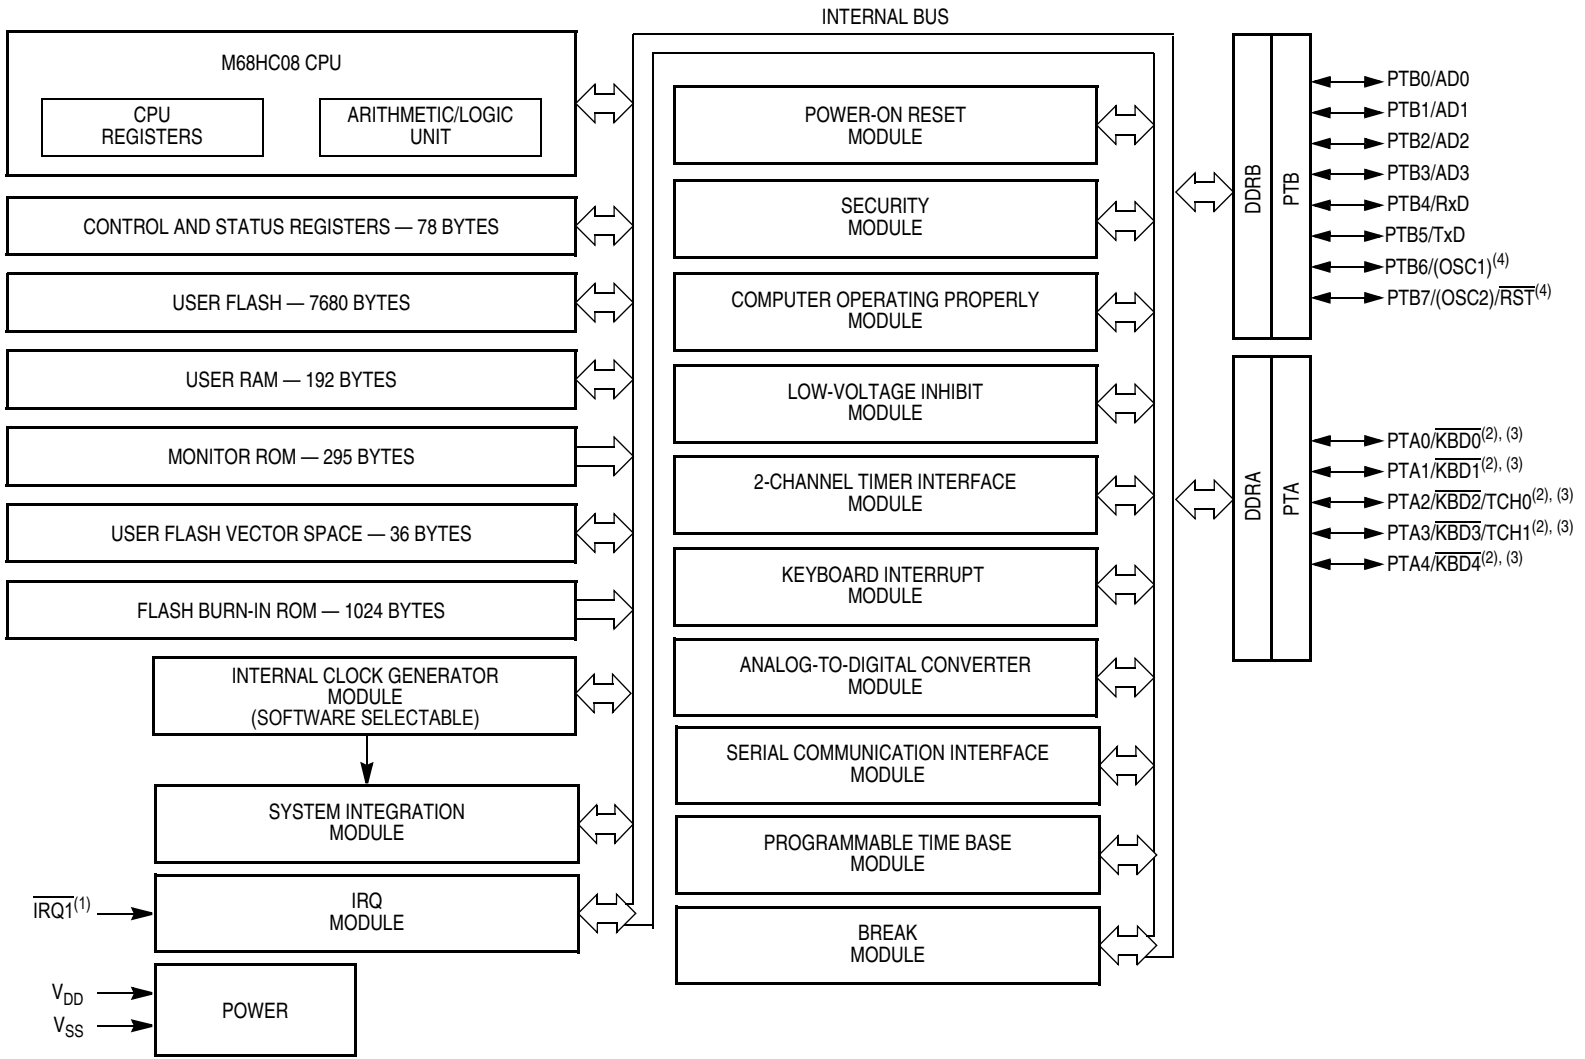 INTERNAL BUS
M68HC08 CPU
CPU
REGISTERS
ARITHMETIC/LOGIC
UNIT
CONTROL AND STATUS REGISTERS — 78 BYTES
USER FLASH — 7680 BYTES
USER RAM — 192 BYTES
MONITOR ROM — 295 BYTES
USER FLASH VECTOR SPACE — 36 BYTES
FLASH BURN-IN ROM — 1024 BYTES
INTERNAL CLOCK GENERATOR
MODULE
(SOFTWARE SELECTABLE)
SYSTEM INTEGRATION
MODULE
IRQ1(1)
IRQ
MODULE
VDD
VSS
POWER
POWER-ON RESET
MODULE
SECURITY
MODULE
COMPUTER OPERATING PROPERLY
MODULE
LOW-VOLTAGE INHIBIT
MODULE
2-CHANNEL TIMER INTERFACE
MODULE
KEYBOARD INTERRUPT
MODULE
ANALOG-TO-DIGITAL CONVERTER
MODULE
SERIAL COMMUNICATION INTERFACE
MODULE
PROGRAMMABLE TIME BASE
MODULE
BREAK
MODULE
DDRB
PTB
PTB0/AD0
PTB1/AD1
PTB2/AD2
PTB3/AD3
PTB4/RxD
PTB5/TxD
PTB6/(OSC1)(4)
PTB7/(OSC2)/RST(4)
DDRA
PTA
PTA0/KBD0(2), (3)
PTA1/KBD1(2), (3)
PTA2/KBD2/TCH0(2), (3)
PTA3/KBD3/TCH1(2), (3)
PTA4/KBD4(2), (3)